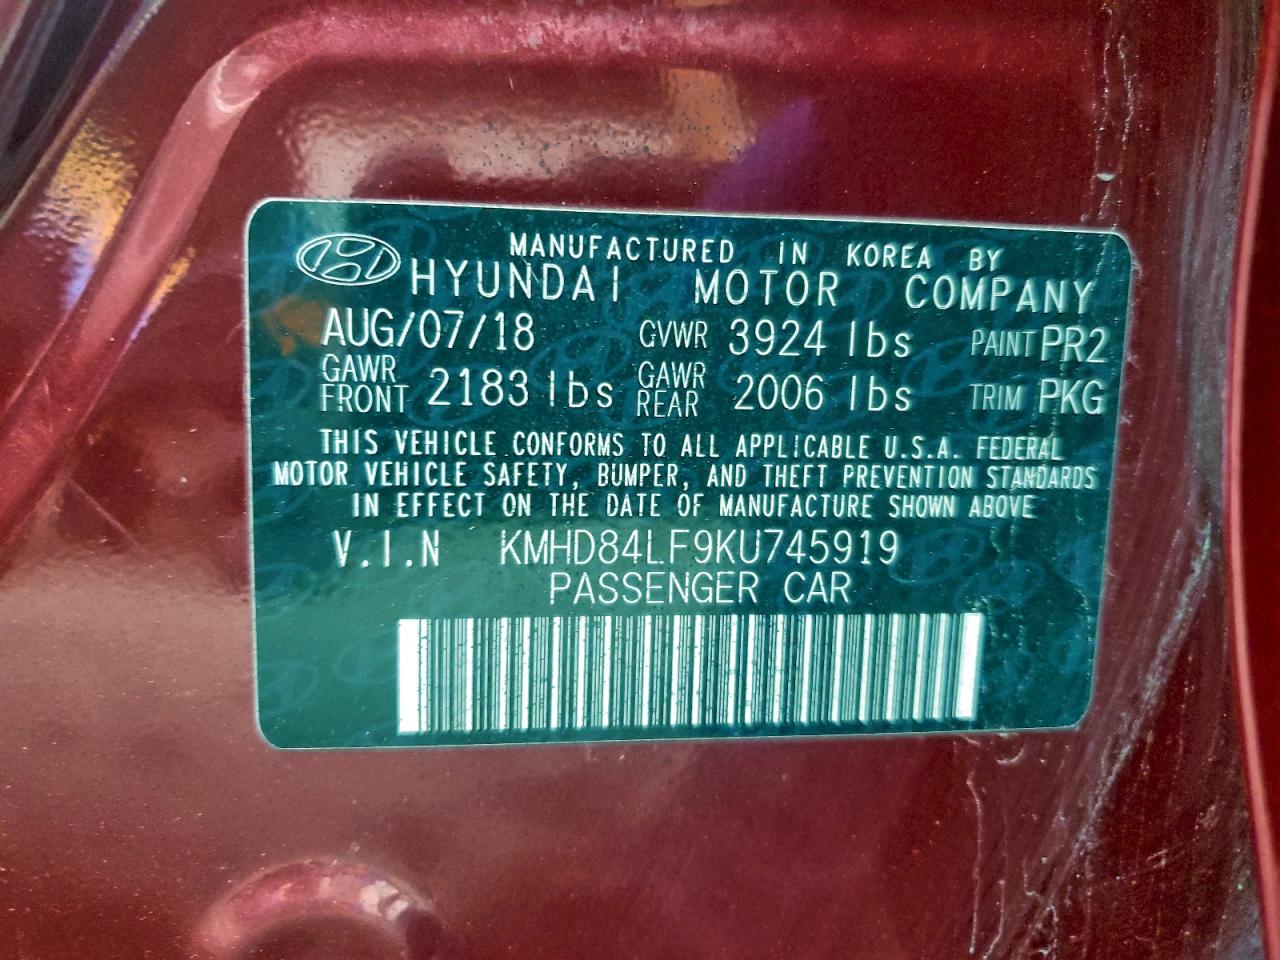 MANUFACTURED IN KOREA BY
HYUNDAI MOTOR COMPANY
AUG/07/18 GVWR 3924 lbs PAINT PR2
GAWR FRONT 2183 lbs GAWR REAR 2006 lbs TRIM PKG
THIS VEHICLE CONFORMS TO ALL APPLICABLE U.S.A. FEDERAL
MOTOR VEHICLE SAFETY, BUMPER, AND THEFT PREVENTION STANDARDS
IN EFFECT ON THE DATE OF MANUFACTURE SHOWN ABOVE
V.I.N KMHD84LF9KU745919
PASSENGER CAR